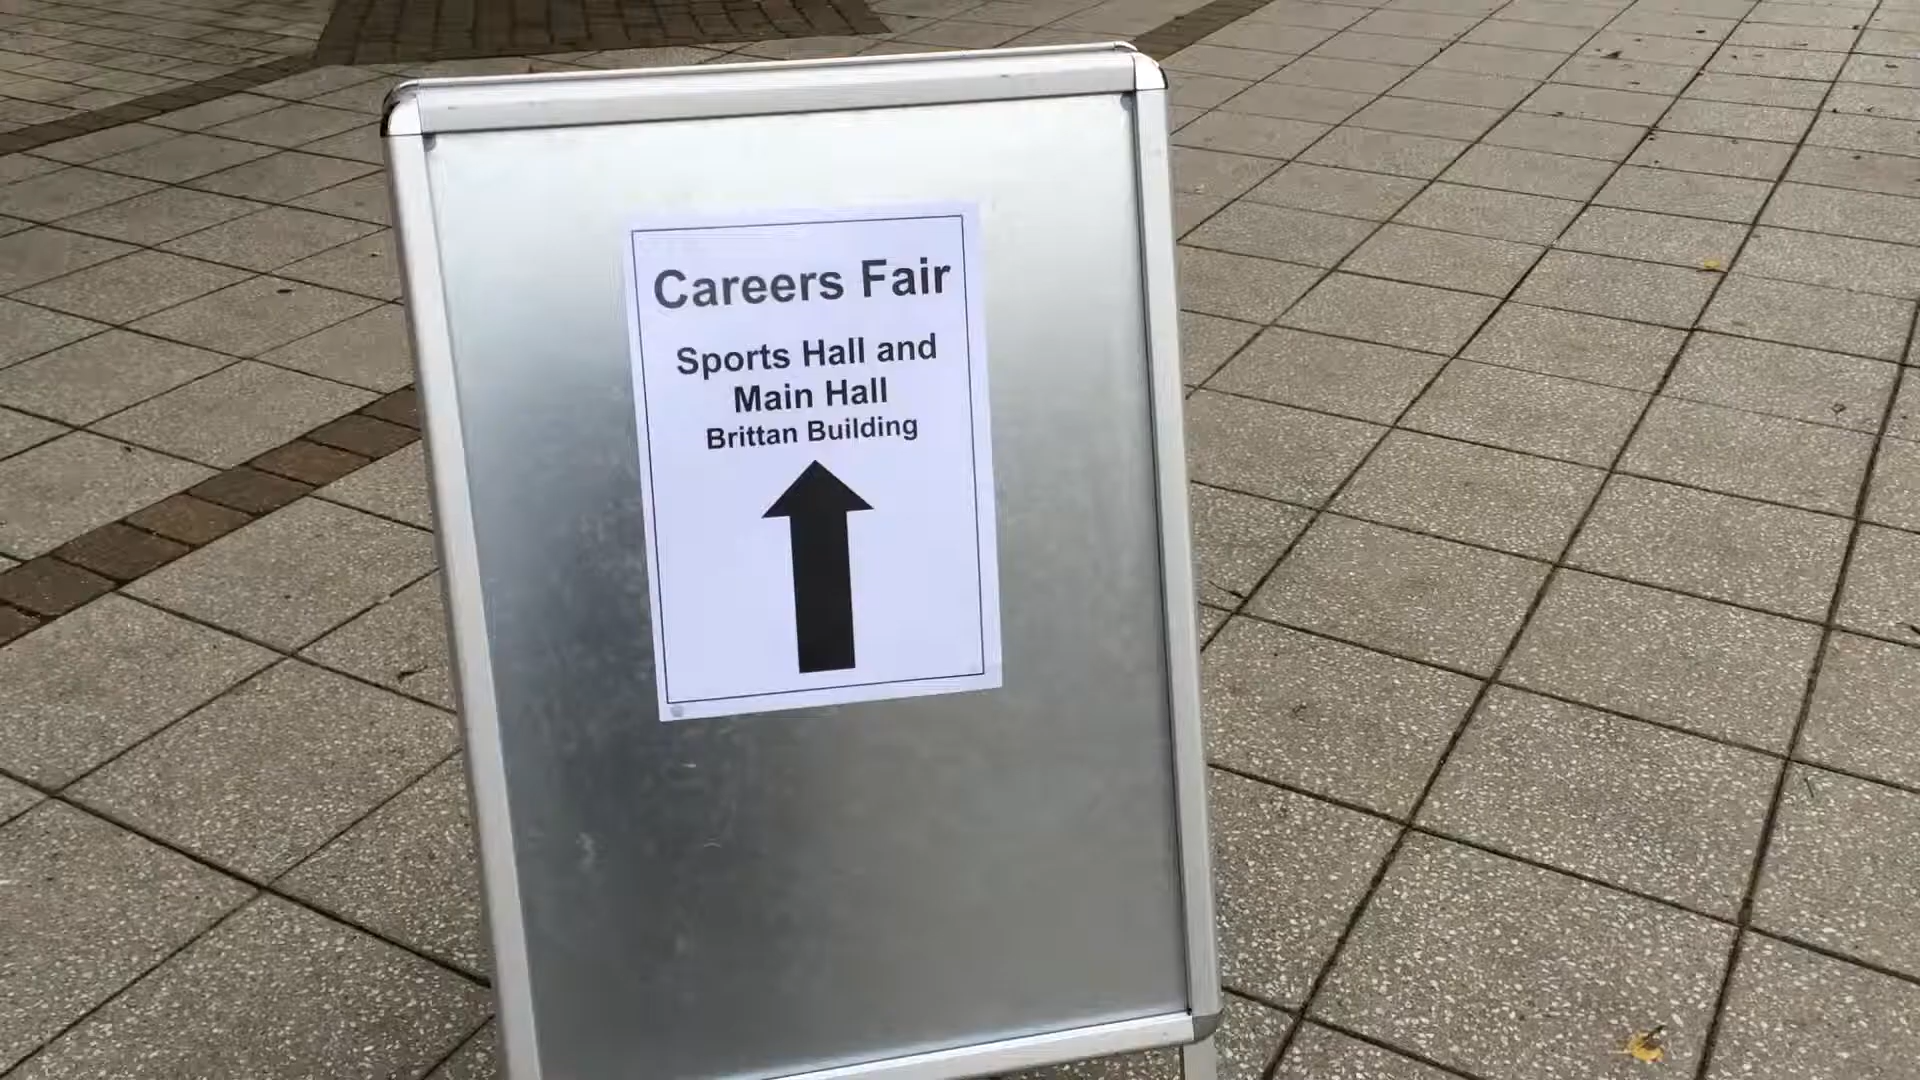 Careers Fair
Sports Hall and
Main Hall
Brittan Building